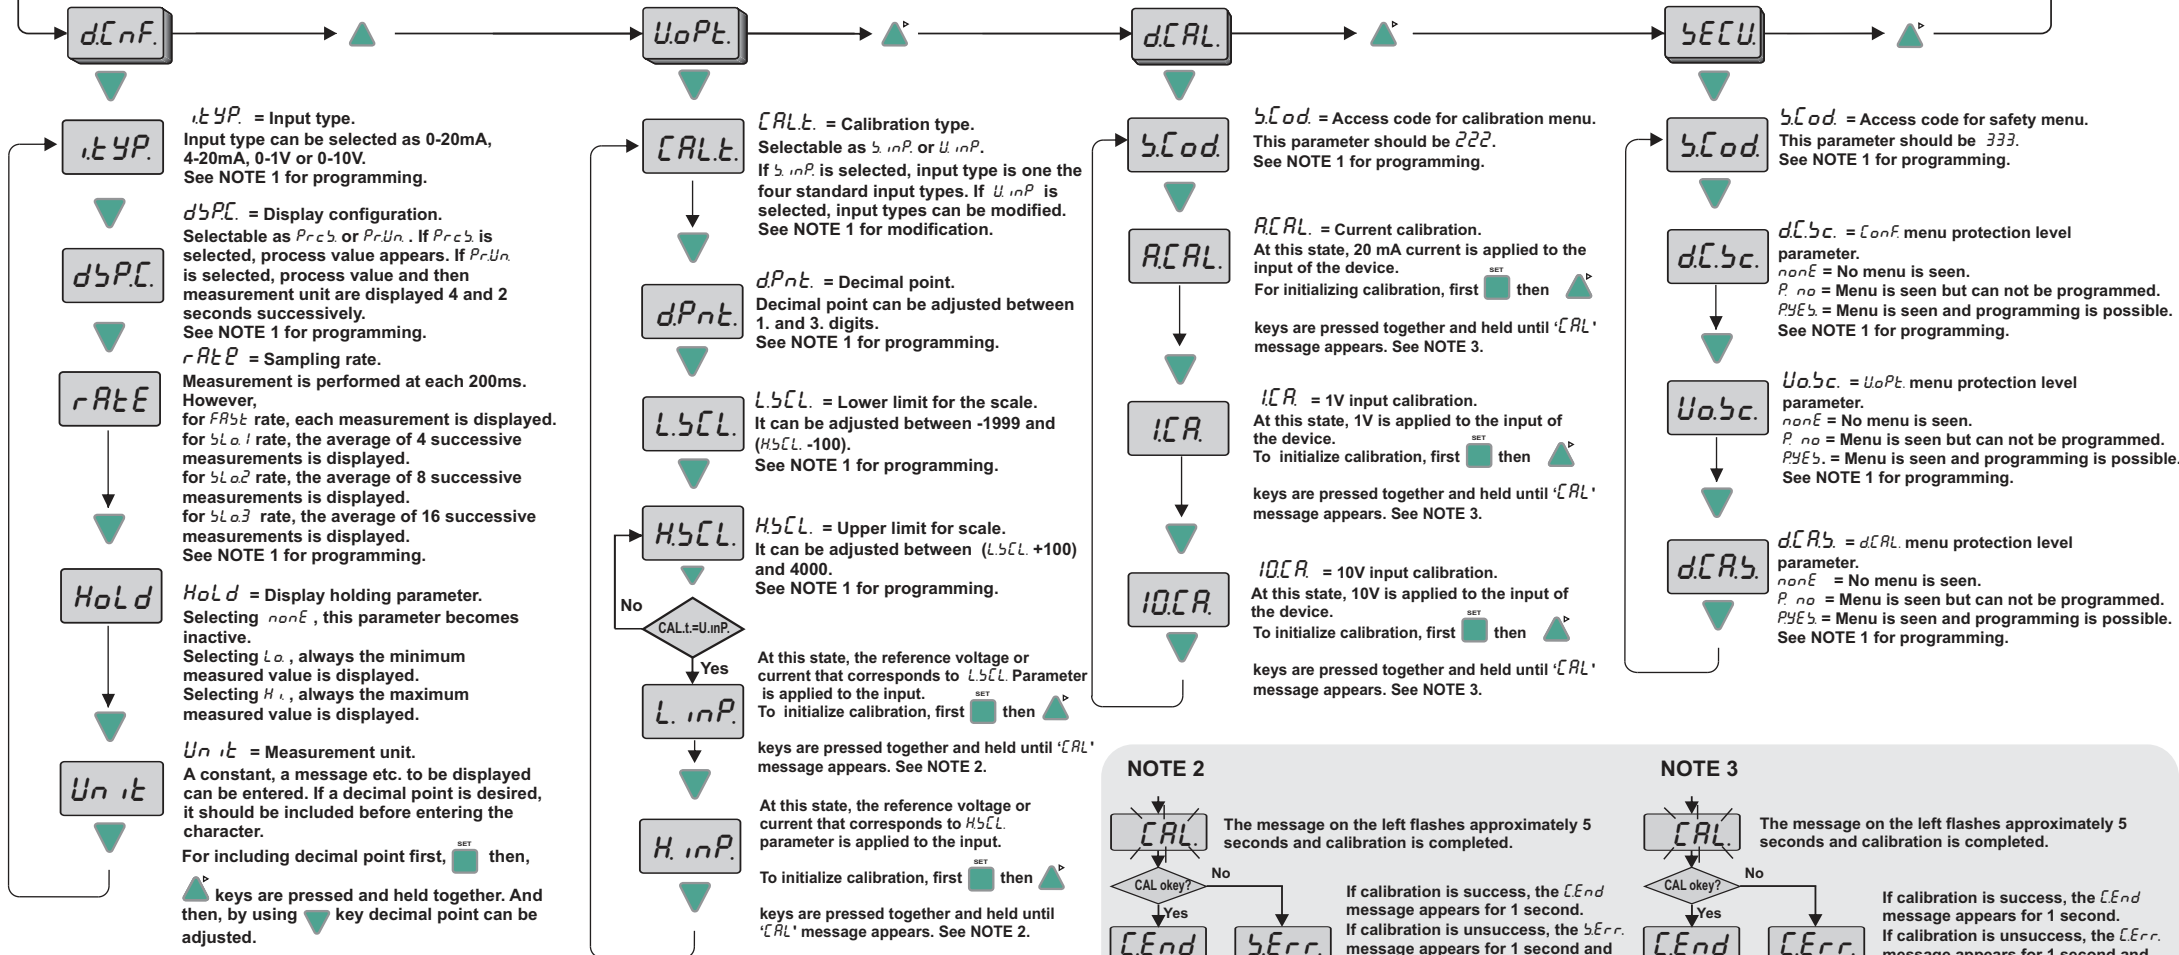 d.CnF.
U.oPt.
d.CAL.
SECU.
i.tYP.
i.tYP. = Input type.
Input type can be selected as 0-20mA,
4-20mA, 0-1V or 0-10V.
See NOTE 1 for programming.
dSP.C.
dSP.C. = Display configuration.
Selectable as PrcS. or Pr.Un. . If PrcS. is
selected, process value appears. If Pr.Un.
is selected, process value and then
measurement unit are displayed 4 and 2
seconds successively.
See NOTE 1 for programming.
rAtE
rAtE = Sampling rate.
Measurement is performed at each 200ms.
However,
for FASt rate, each measurement is displayed.
for SLo.1 rate, the average of 4 successive
measurements is displayed.
for SLo.2 rate, the average of 8 successive
measurements is displayed.
for SLo.3 rate, the average of 16 successive
measurements is displayed.
See NOTE 1 for programming.
HoLd
HoLd = Display holding parameter.
Selecting nonE , this parameter becomes
inactive.
Selecting Lo. , always the minimum
measured value is displayed.
Selecting Hi. , always the maximum
measured value is displayed.
Unit
Unit = Measurement unit.
A constant, a message etc. to be displayed
can be entered. If a decimal point is desired,
it should be included before entering the
character.
For including decimal point first, SET then,
keys are pressed and held together. And
then, by using key decimal point can be
adjusted.
CAL.t.
CAL.t. = Calibration type.
Selectable as S.inP. or U.inP.
If S.inP. is selected, input type is one the
four standard input types. If U.inP is
selected, input types can be modified.
See NOTE 1 for modification.
d.Pnt.
d.Pnt. = Decimal point.
Decimal point can be adjusted between
1. and 3. digits.
See NOTE 1 for programming.
L.SCL.
L.SCL. = Lower limit for the scale.
It can be adjusted between -1999 and
(H.SCL. -100).
See NOTE 1 for programming.
H.SCL.
H.SCL. = Upper limit for scale.
It can be adjusted between (L.SCL. +100)
and 4000.
See NOTE 1 for programming.
No
CAL.t.=U.ınP.
Yes
L.inP.
At this state, the reference voltage or
current that corresponds to L.SCL. Parameter
is applied to the input.
To initialize calibration, first SET then
keys are pressed together and held until 'CAL'
message appears. See NOTE 2.
H.inP.
At this state, the reference voltage or
current that corresponds to H.SCL.
parameter is applied to the input.
To initialize calibration, first SET then
keys are pressed together and held until
'CAL' message appears. See NOTE 2.
S.Cod.
S.Cod. = Access code for calibration menu.
This parameter should be 222.
See NOTE 1 for programming.
A.CAL.
A.CAL. = Current calibration.
At this state, 20 mA current is applied to the
input of the device.
For initializing calibration, first SET then
keys are pressed together and held until 'CAL'
message appears. See NOTE 3.
1.CA.
1.CA. = 1V input calibration.
At this state, 1V is applied to the input of
the device.
To initialize calibration, first SET then
keys are pressed together and held until 'CAL'
message appears. See NOTE 3.
10.CA.
10.CA. = 10V input calibration.
At this state, 10V is applied to the input of
the device.
To initialize calibration, first SET then
keys are pressed together and held until 'CAL'
message appears. See NOTE 3.
S.Cod.
S.Cod. = Access code for safety menu.
This parameter should be 333.
See NOTE 1 for programming.
d.C.Sc.
d.C.Sc. = ConF. menu protection level
parameter.
nonE = No menu is seen.
P. no = Menu is seen but can not be programmed.
P.YES. = Menu is seen and programming is possible.
See NOTE 1 for programming.
Uo.Sc.
Uo.Sc. = U.oPt. menu protection level
parameter.
nonE = No menu is seen.
P. no = Menu is seen but can not be programmed.
P.YES. = Menu is seen and programming is possible.
See NOTE 1 for programming.
d.CA.S.
d.CA.S. = d.CAL. menu protection level
parameter.
nonE = No menu is seen.
P. no = Menu is seen but can not be programmed.
P.YES. = Menu is seen and programming is possible.
See NOTE 1 for programming.
NOTE 2
CAL.
The message on the left flashes approximately 5
seconds and calibration is completed.
CAL okey?
No
Yes
C.End
S.Err.
If calibration is success, the C.End
message appears for 1 second.
If calibration is unsuccess, the S.Err.
message appears for 1 second and
NOTE 3
CAL.
The message on the left flashes approximately 5
seconds and calibration is completed.
CAL okey?
No
Yes
C.End
C.Err.
If calibration is success, the C.End
message appears for 1 second.
If calibration is unsuccess, the C.Err.
message appears for 1 second and